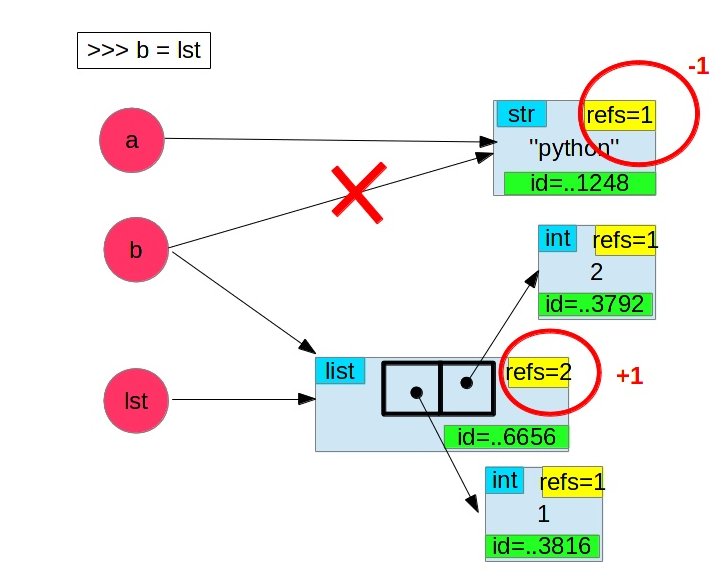 >>> b = lst
-1
a
str
refs=1
"python"
id=..1248
b
int
refs=1
2
id=..3792
list
refs=2
+1
lst
id=..6656
int
refs=1
1
id=..3816